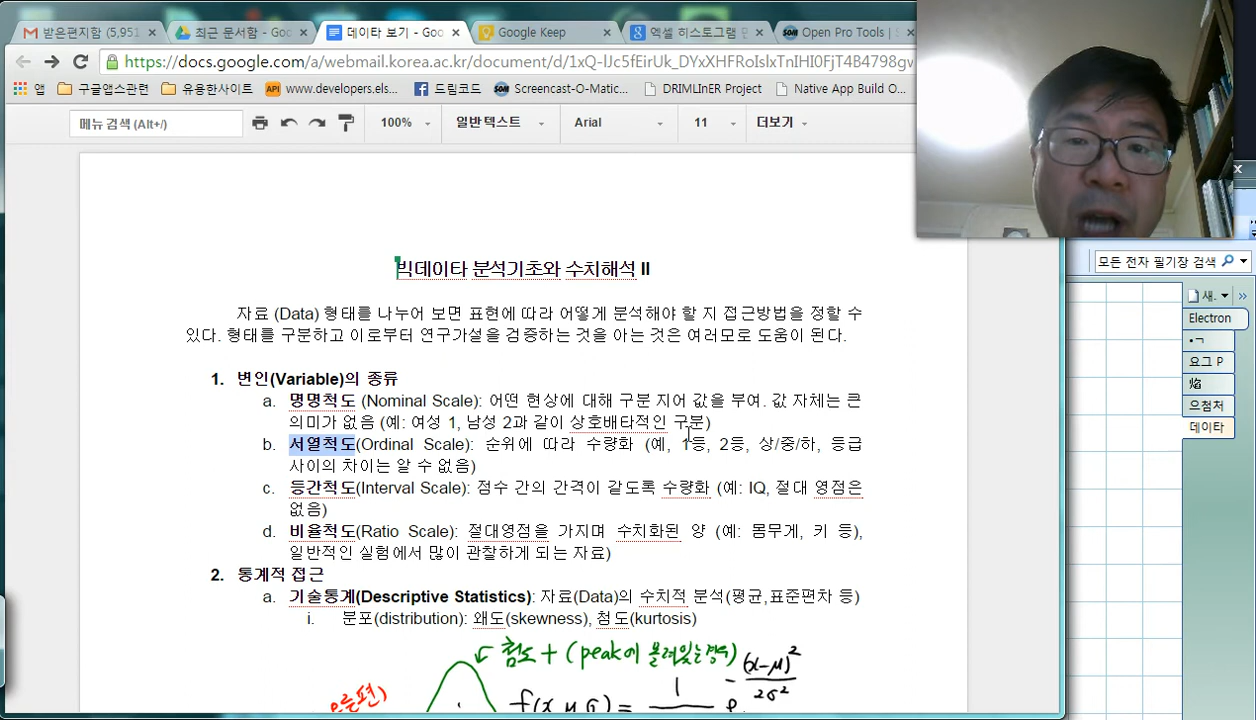 받은편지함 (5,951
최근 문서함 - Goo
데이타 보기 - Goo
Google Keep
엑셀 히스토그램
Open Pro Tools | S
https://docs.google.com/a/webmail.korea.ac.kr/document/d/1xQ-lJc5fEirUk_DYxXHFRoIslxTnIHI0FjT4B4798gv
앱 구글앱스관련 유용한사이트 API www.developers.els... 드림코드 SOM Screencast-O-Matic... DRIMLInER Project Native App Build O...
메뉴 검색 (Alt+/) 100% 일반 텍스트 Arial 11 더보기
모든 전자 필기장 검색
새.
Electron
•ㄱ
요그 P
焰
으첨처
데이타
빅데이타 분석기초와 수치해석 II
자료 (Data) 형태를 나누어 보면 표현에 따라 어떻게 분석해야 할 지 접근방법을 정할 수
있다. 형태를 구분하고 이로부터 연구가설을 검증하는 것을 아는 것은 여러모로 도움이 된다.
1. 변인(Variable)의 종류
a. 명명척도 (Nominal Scale): 어떤 현상에 대해 구분 지어 값을 부여. 값 자체는 큰
의미가 없음 (예: 여성 1, 남성 2과 같이 상호배타적인 구분)
b. 서열척도(Ordinal Scale): 순위에 따라 수량화 (예, 1등, 2등, 상/중/하, 등급
사이의 차이는 알 수 없음)
c. 등간척도(Interval Scale): 점수 간의 간격이 같도록 수량화 (예: IQ, 절대 영점은
없음)
d. 비율척도(Ratio Scale): 절대영점을 가지며 수치화된 양 (예: 몸무게, 키 등),
일반적인 실험에서 많이 관찰하게 되는 자료)
2. 통계적 접근
a. 기술통계(Descriptive Statistics): 자료(Data)의 수치적 분석(평균,표준편차 등)
i. 분포(distribution): 왜도(skewness), 첨도(kurtosis)
첨도 + (peak에 몰려있는 경우)